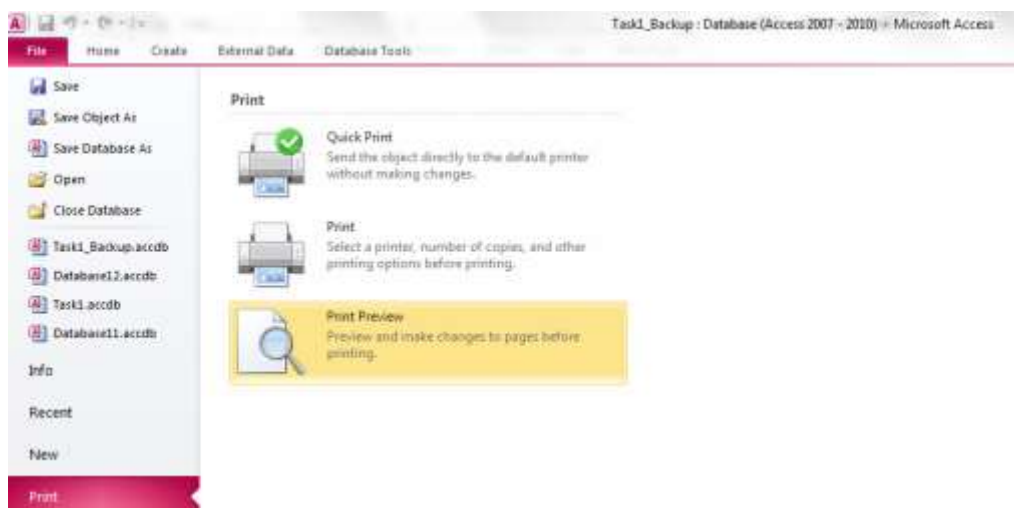 Task1_Backup : Database (Access 2007 - 2010) - Microsoft Access
File Home Create External Data Database Tools
Save
Save Object As
Save Database As
Open
Close Database
Task1_Backup.accdb
Database12.accdb
Task1.accdb
Database11.accdb
Info
Recent
New
Print
Print
Quick Print
Send the object directly to the default printer
without making changes.
Print
Select a printer, number of copies, and other
printing options before printing.
Print Preview
Preview and make changes to pages before
printing.